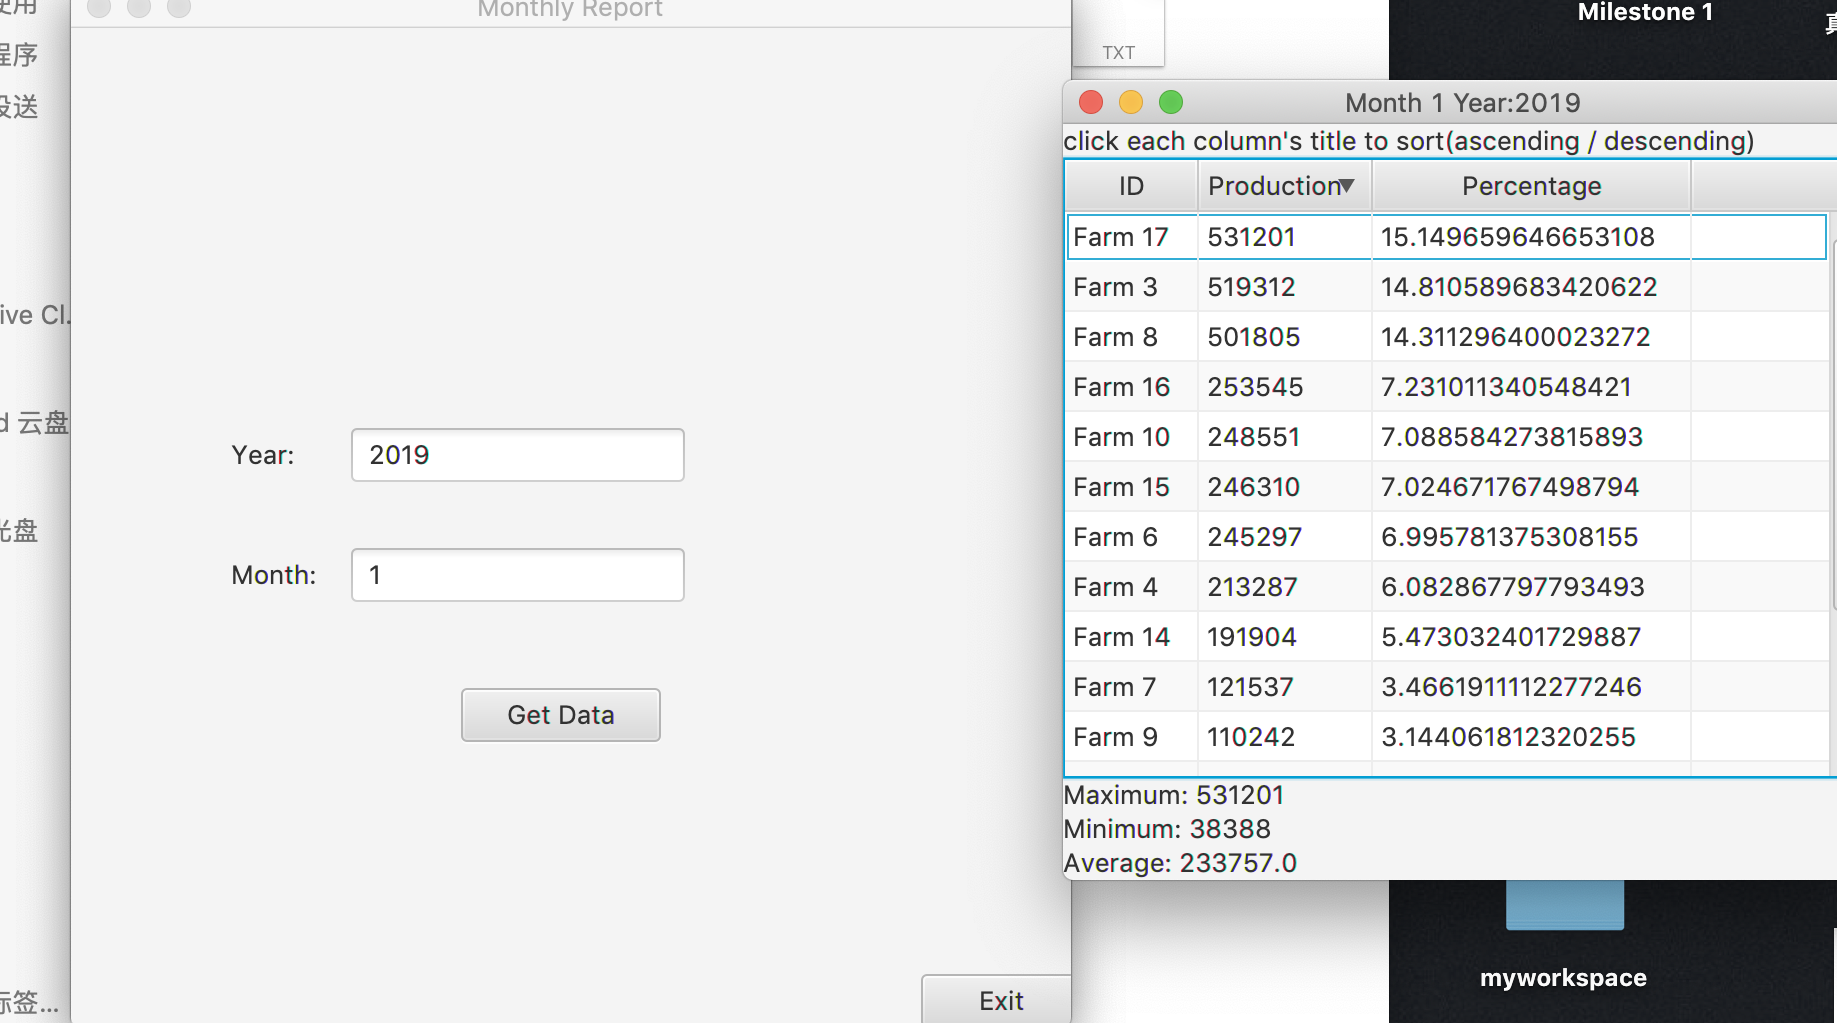 Monthly Report
使用
程序
投送
ive Cl.
d 云盘
光盘
标签...
Year: 2019
Month: 1
Get Data
Exit
TXT
Milestone 1
Month 1 Year:2019
click each column's title to sort(ascending / descending)
ID Production Percentage
Farm 17 531201 15.149659646653108
Farm 3 519312 14.810589683420622
Farm 8 501805 14.311296400023272
Farm 16 253545 7.231011340548421
Farm 10 248551 7.088584273815893
Farm 15 246310 7.024671767498794
Farm 6 245297 6.995781375308155
Farm 4 213287 6.082867797793493
Farm 14 191904 5.473032401729887
Farm 7 121537 3.4661911112277246
Farm 9 110242 3.144061812320255
Maximum: 531201
Minimum: 38388
Average: 233757.0
myworkspace